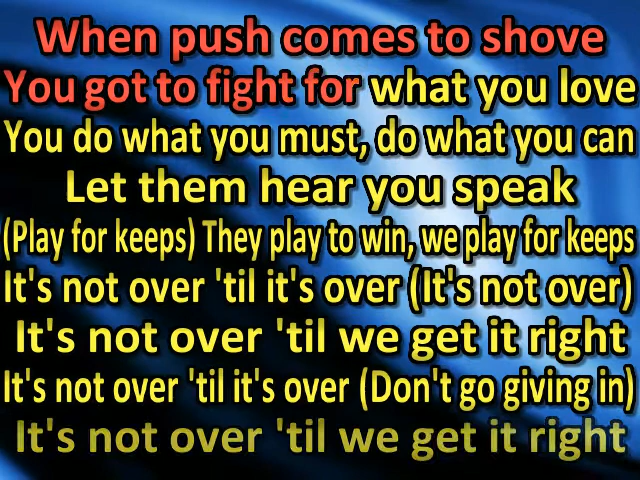 When push comes to shove
You got to fight for what you love
You do what you must, do what you can
Let them hear you speak
(Play for keeps) They play to win, we play for keeps
It's not over 'til it's over (It's not over)
It's not over 'til we get it right
It's not over 'til it's over (Don't go giving in)
It's not over 'til we get it right